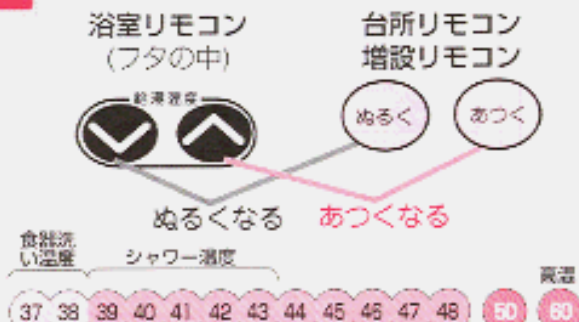 浴室リモコン
(フタの中)
台所リモコン
増設リモコン
給湯温度
ぬるく
あつく
ぬるくなる
あつくなる
食器洗
い温度
シャワー温度
高温
37 38 39 40 41 42 43 44 45 46 47 48 50 60